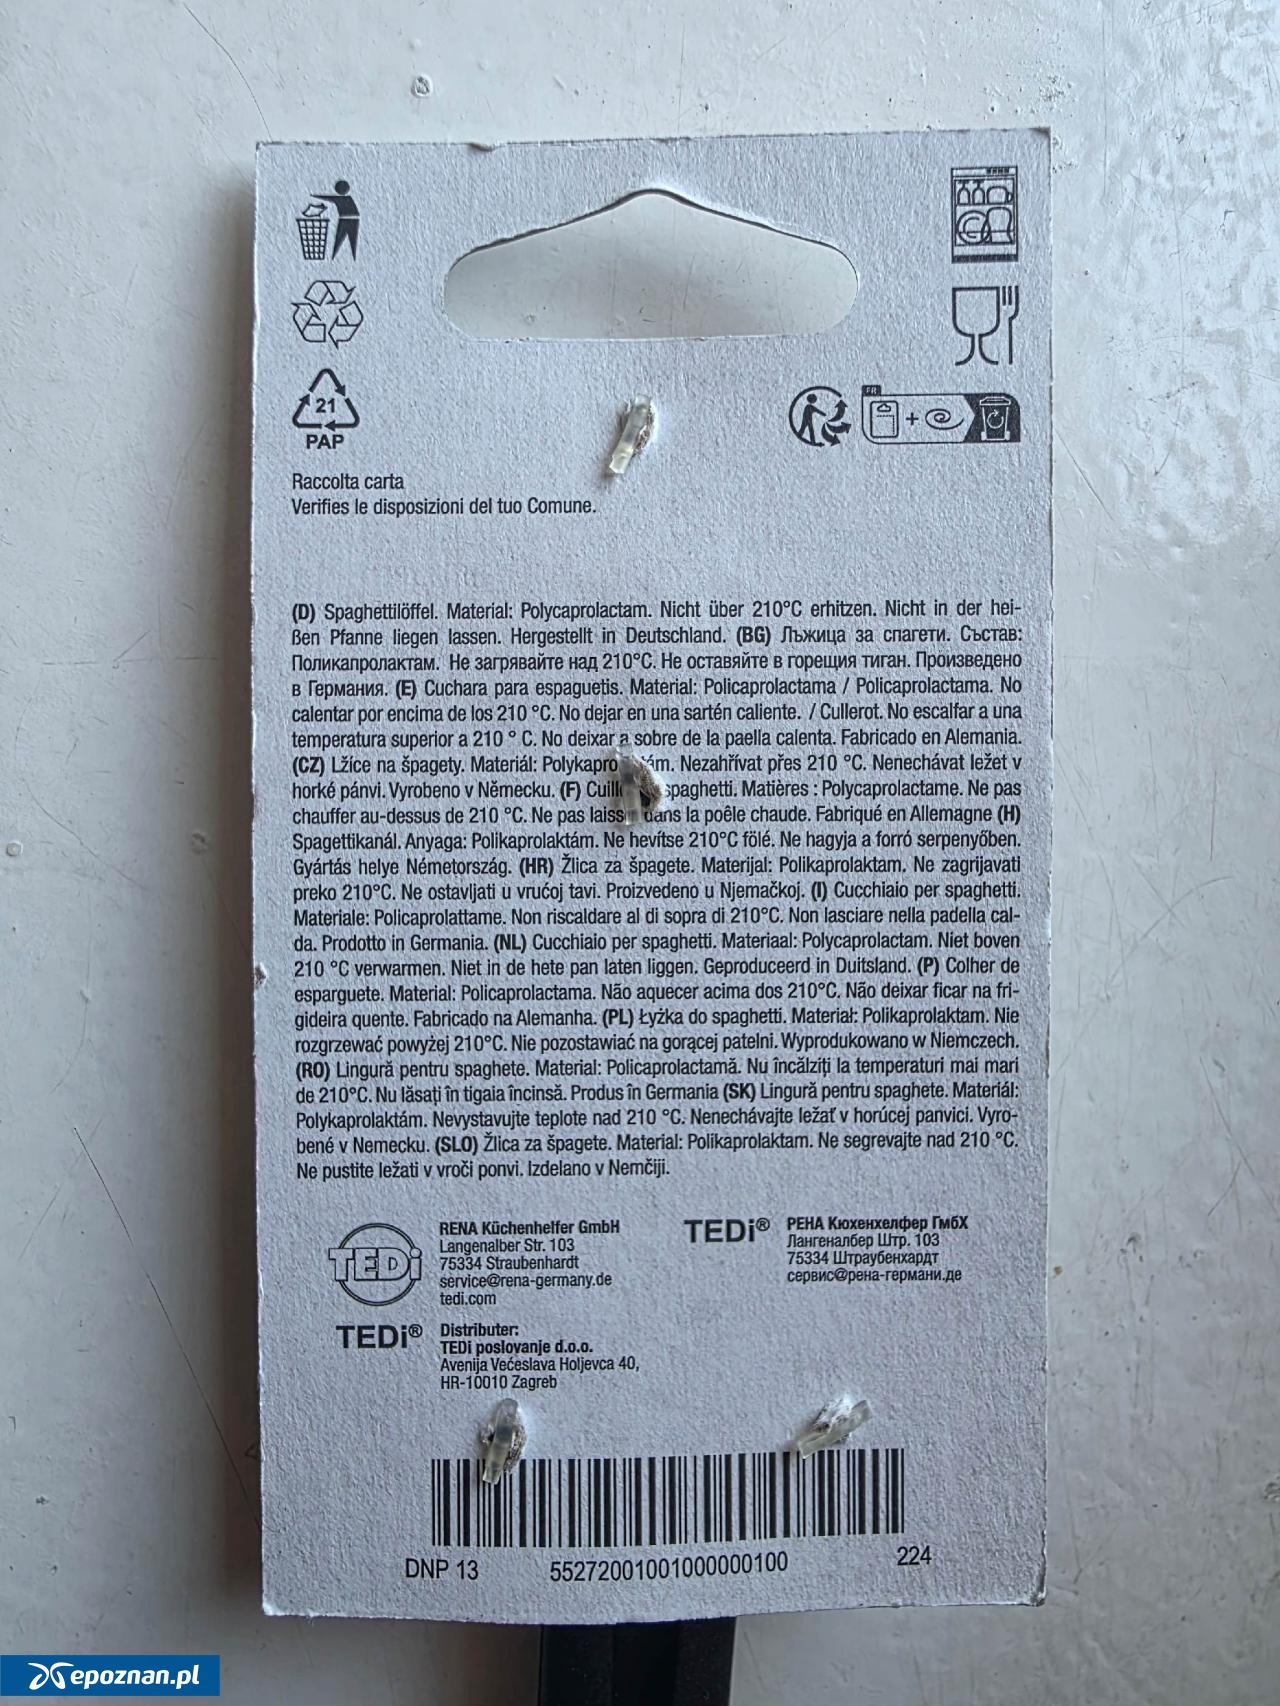 21
PAP
FR
Raccolta carta
Verifies le disposizioni del tuo Comune.
(D) Spaghettilöffel. Material: Polycaprolactam. Nicht über 210°C erhitzen. Nicht in der hei-
ßen Pfanne liegen lassen. Hergestellt in Deutschland. (BG) Лъжица за спагети. Състав:
Поликапролактам. Не загрявайте над 210°C. Не оставяйте в горещия тиган. Произведено
в Германия. (E) Cuchara para espaguetis. Material: Policaprolactama / Policaprolactama. No
calentar por encima de los 210 °C. No dejar en una sartén caliente. / Cullerot. No escalfar a una
temperatura superior a 210 ° C. No deixar a sobre de la paella calenta. Fabricado en Alemania.
(CZ) Lžíce na špagety. Materiál: Nezahřívat přes 210 °C. Nenechávat ležet v
horké pánvi. Vyrobeno v Německu. (F) spaghetti. Matières : Polycaprolactame. Ne pas
chauffer au-dessus de 210 °C. Ne pas dans la poêle chaude. Fabriqué en Allemagne (H)
Spagettikanál. Anyaga: Polikaprolaktám. Ne hevítse 210°C fölé. Ne hagyja a forró serpenyőben.
Gyártás helye Németország. (HR) Žlica za špagete. Materijal: Polikaprolaktam. Ne zagrijavati
preko 210°C. Ne ostavljati u vrućoj tavi. Proizvedeno u Njemačkoj. (I) Cucchiaio per spaghetti.
Materiale: Policaprolattame. Non riscaldare al di sopra di 210°C. Non lasciare nella padella cal-
da. Prodotto in Germania. (NL) Cucchiaio per spaghetti. Materiaal: Polycaprolactam. Niet boven
210 °C verwarmen. Niet in de hete pan laten liggen. Geproduceerd in Duitsland. (P) Colher de
esparguete. Material: Policaprolactama. Não aquecer acima dos 210°C. Não deixar ficar na fri-
gideira quente. Fabricado na Alemanha. (PL) Łyżka do spaghetti. Materiał: Polikaprolaktam. Nie
rozgrzewać powyżej 210°C. Nie pozostawiać na gorącej patelni. Wyprodukowano w Niemczech.
(RO) Lingură pentru spaghete. Material: Policaprolactamă. Nu încălziți la temperaturi mai mari
de 210°C. Nu lăsați în tigaia încinsă. Produs în Germania (SK) Lingură pentru spaghete. Materiál:
Polykaprolaktám. Nevystavujte teplote nad 210 °C. Nenechávajte ležať v horúcej panvici. Vyro-
bené v Nemecku. (SLO) Žlica za špagete. Material: Polikaprolaktam. Ne segrevajte nad 210 °C.
Ne pustite ležati v vroči ponvi. Izdelano v Nemčiji.
TEDi
RENA Küchenhelfer GmbH
Langenalber Str. 103
75334 Straubenhardt
service@rena-germany.de
tedi.com
TEDi®
РЕНА Кюхенхелфер ГмбХ
Лангеналбер Штр. 103
75334 Штраубенхардт
сервис@рена-германи.де
TEDi®
Distributer:
TEDi poslovanje d.o.o.
Avenija Većeslava Holjevca 40,
HR-10010 Zagreb
DNP 13 55272001001000000100 224
epoznan.pl